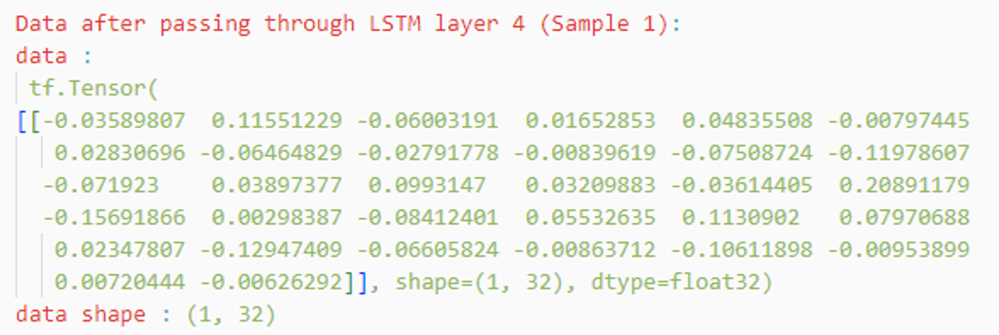 Data after passing through LSTM layer 4 (Sample 1):
data :
tf.Tensor(
[[-0.03589807 0.11551229 -0.06003191 0.01652853 0.04835508 -0.00797445
0.02830696 -0.06464829 -0.02791778 -0.00839619 -0.07508724 -0.11978607
-0.071923 0.03897377 0.0993147 0.03209883 -0.03614405 0.20891179
-0.15691866 0.00298387 -0.08412401 0.05532635 0.1130902 0.07970688
0.02347807 -0.12947409 -0.06605824 -0.00863712 -0.10611898 -0.00953899
0.00720444 -0.00626292]], shape=(1, 32), dtype=float32)
data shape : (1, 32)